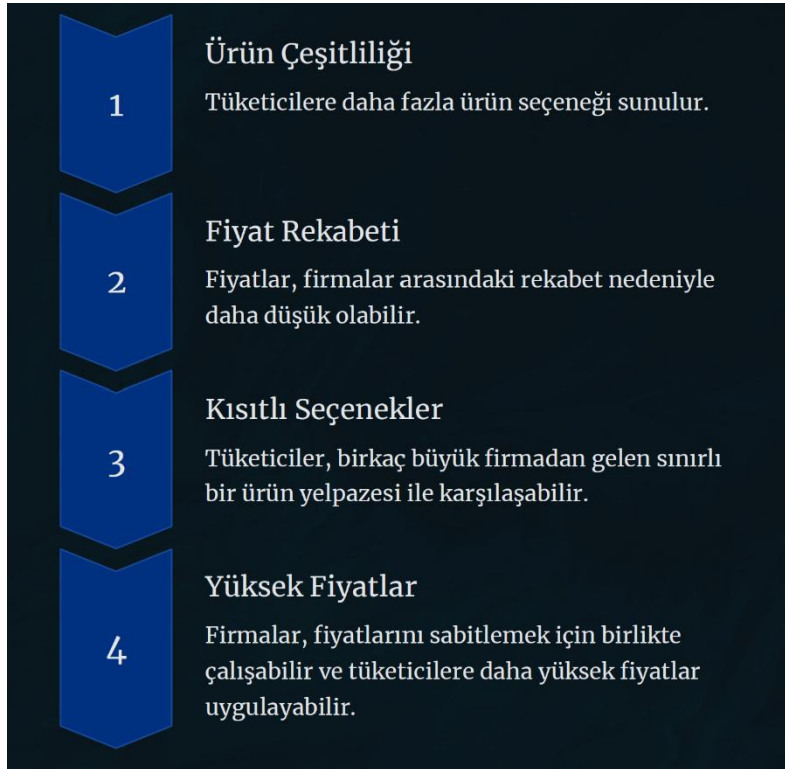 1
Ürün Çeşitliliği
Tüketicilere daha fazla ürün seçeneği sunulur.
2
Fiyat Rekabeti
Fiyatlar, firmalar arasındaki rekabet nedeniyle
daha düşük olabilir.
3
Kısıtlı Seçenekler
Tüketiciler, birkaç büyük firmadan gelen sınırlı
bir ürün yelpazesi ile karşılaşabilir.
4
Yüksek Fiyatlar
Firmalar, fiyatlarını sabitlemek için birlikte
çalışabilir ve tüketicilere daha yüksek fiyatlar
uygulayabilir.